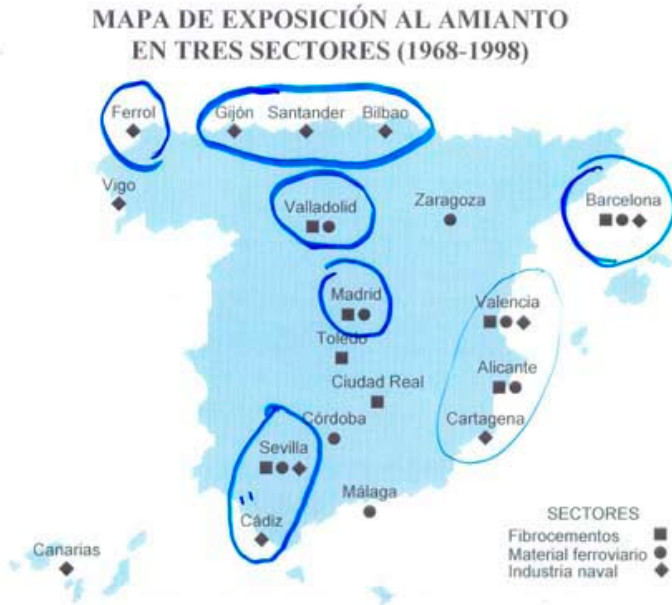 MAPA DE EXPOSICIÓN AL AMIANTO
EN TRES SECTORES (1968-1998)
Ferrol
Gijón
Santander
Bilbao
Vigo
Valladolid
Zaragoza
Barcelona
Madrid
Valencia
Toledo
Alicante
Ciudad Real
Córdoba
Cartagena
Sevilla
Málaga
Cádiz
Canarias
SECTORES
Fibrocementos
Material ferroviario
Industria naval